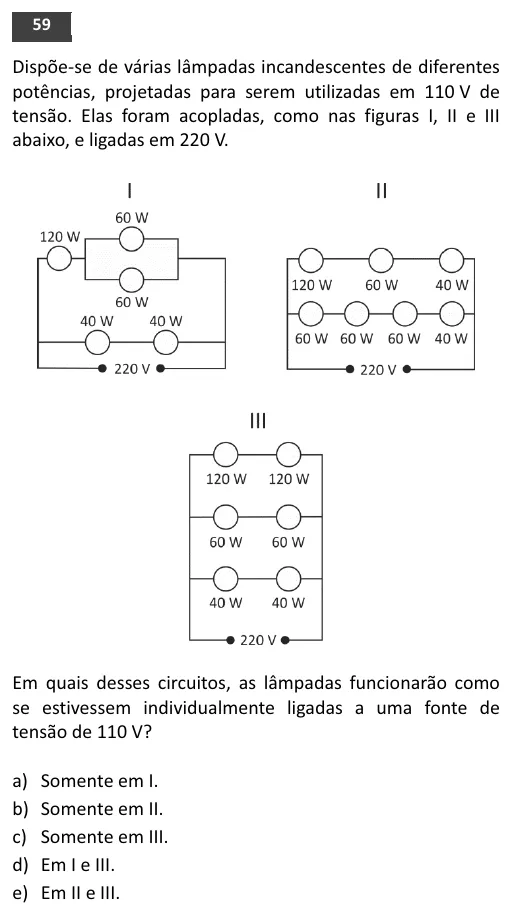 59
Dispõe-se de várias lâmpadas incandescentes de diferentes
potências, projetadas para serem utilizadas em 110 V de
tensão. Elas foram acopladas, como nas figuras I, II e III
abaixo, e ligadas em 220 V.
I
60 W
120 W
60 W
40 W 40 W
220 V
II
120 W 60 W 40 W
60 W 60 W 60 W 40 W
220 V
III
120 W 120 W
60 W 60 W
40 W 40 W
220 V
Em quais desses circuitos, as lâmpadas funcionarão como
se estivessem individualmente ligadas a uma fonte de
tensão de 110 V?
a) Somente em I.
b) Somente em II.
c) Somente em III.
d) Em I e III.
e) Em II e III.